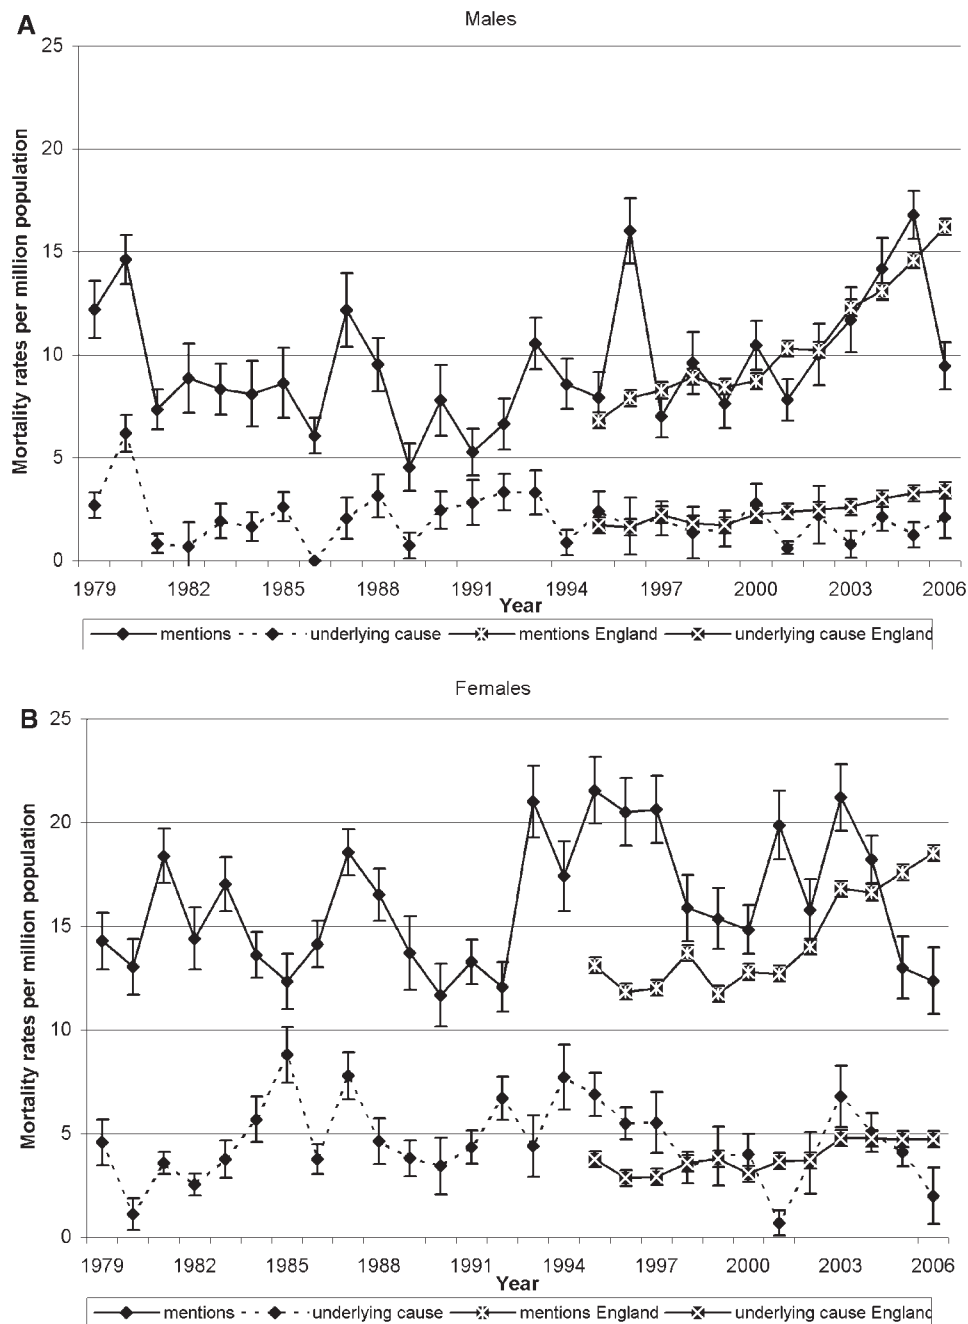 A
Males
25
20
15
10
5
0
Mortality rates per million population
1979 1982 1985 1988 1991 1994 1997 2000 2003 2006
Year
mentions underlying cause mentions England underlying cause England
B
Females
25
20
15
10
5
0
Mortality rates per million population
1979 1982 1985 1988 1991 1994 1997 2000 2003 2006
Year
mentions underlying cause mentions England underlying cause England